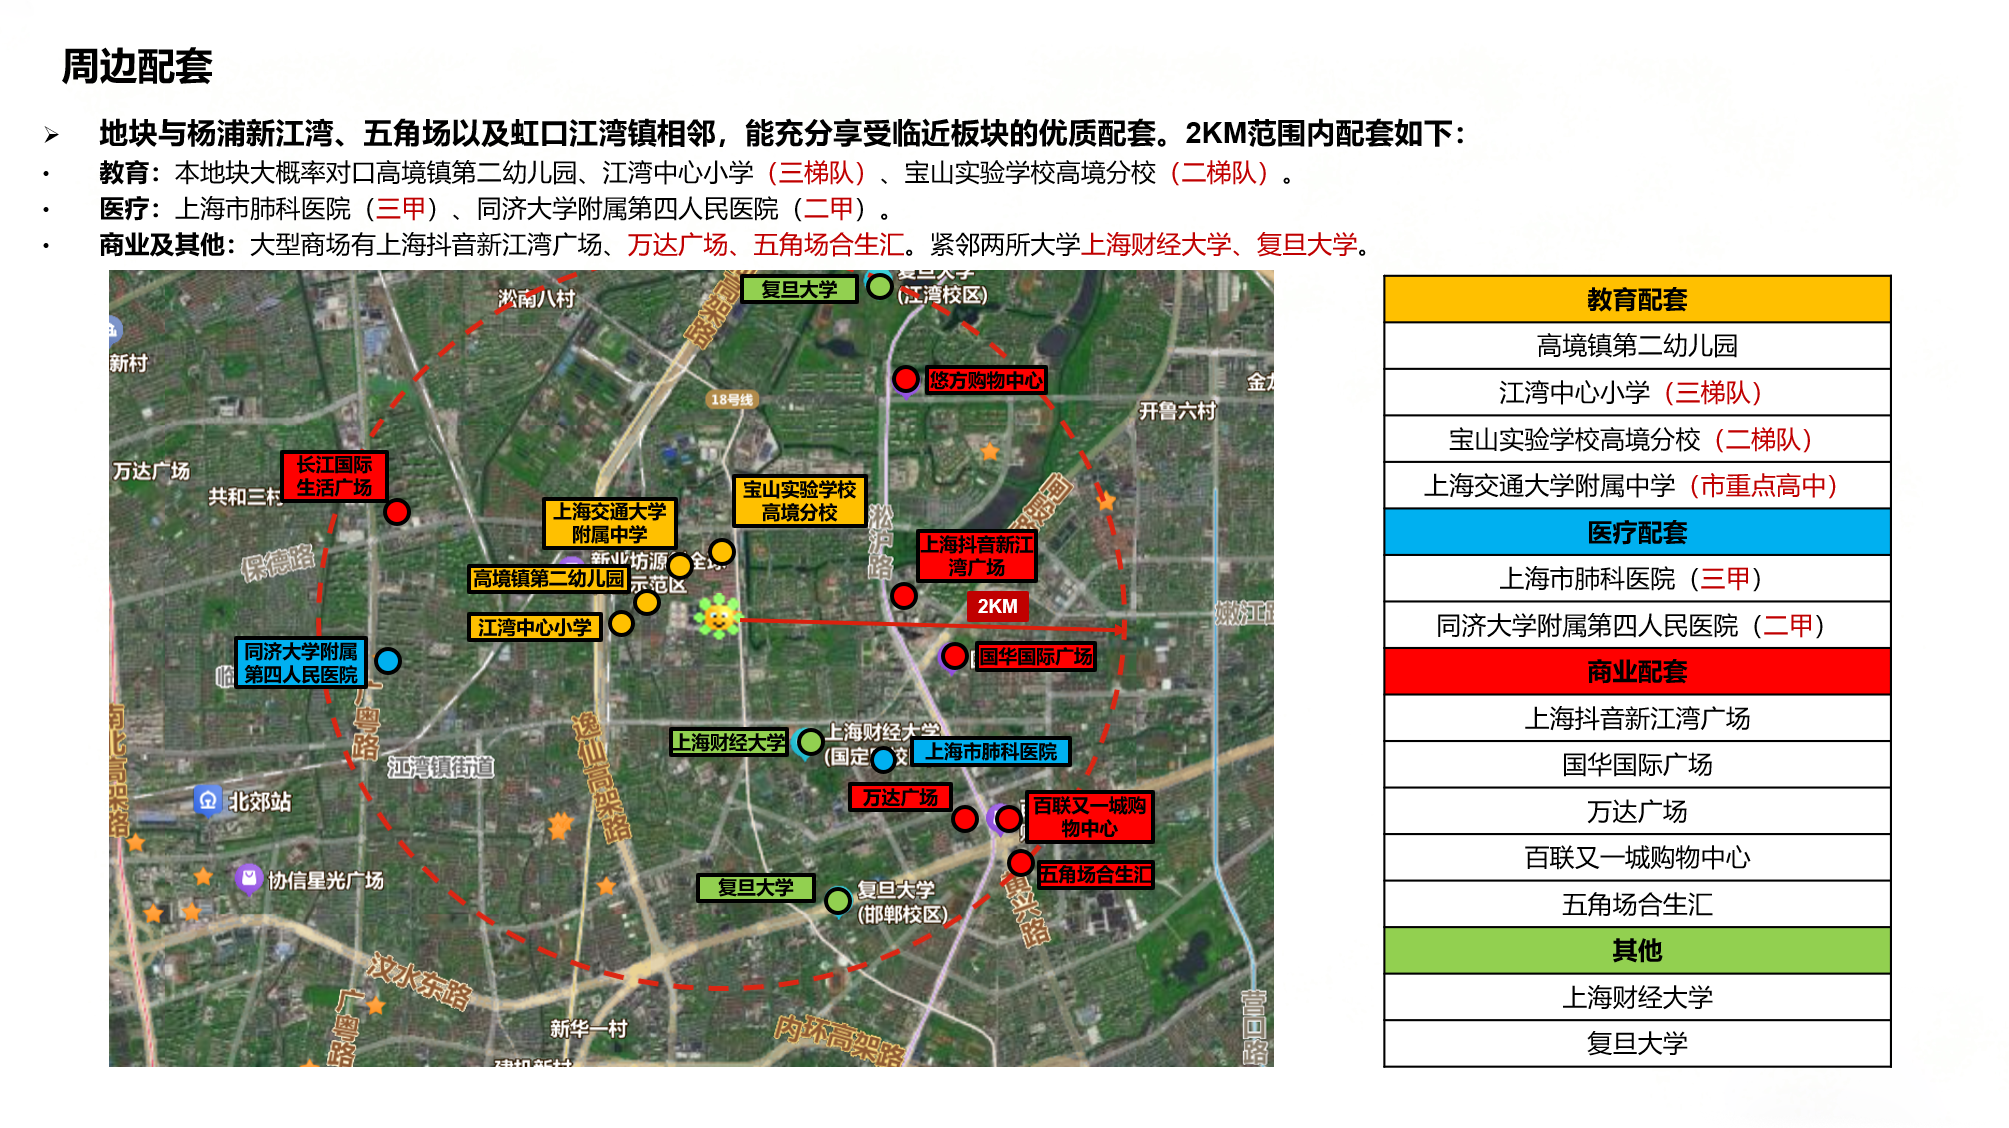 周边配套
地块与杨浦新江湾、五角场以及虹口江湾镇相邻，能充分享受临近板块的优质配套。2KM范围内配套如下：
教育：本地块大概率对口高境镇第二幼儿园、江湾中心小学（三梯队）、宝山实验学校高境分校（二梯队）。
医疗：上海市肺科医院（三甲）、同济大学附属第四人民医院（二甲）。
商业及其他：大型商场有上海抖音新江湾广场、万达广场、五角场合生汇。紧邻两所大学上海财经大学、复旦大学。
淞南八村
复旦大学
复旦大学
(江湾校区)
新村
悠方购物中心
金
18号线
开鲁六村
万达广场
长江国际
生活广场
共和三村
宝山实验学校
高境分校
上海交通大学
附属中学
淞沪路
保德路
上海抖音新江
湾广场
新业坊源
全球
高境镇第二幼儿园
示范区
2KM
嫩江路
江湾中心小学
同济大学附属
第四人民医院
临
国华国际广场
广粤路
南北高架路
逸仙高架路
上海财经大学
上海财经大学
(国定
校
上海市肺科医院
江湾镇街道
北郊站
万达广场
百联又一城购
物中心
协信星光广场
五角场合生汇
复旦大学
复旦大学
(邯郸校区)
黄兴路
汶水东路
广粤路
新华一村
内环高架路
营口路
教育配套
高境镇第二幼儿园
江湾中心小学（三梯队）
宝山实验学校高境分校（二梯队）
上海交通大学附属中学（市重点高中）
医疗配套
上海市肺科医院（三甲）
同济大学附属第四人民医院（二甲）
商业配套
上海抖音新江湾广场
国华国际广场
万达广场
百联又一城购物中心
五角场合生汇
其他
上海财经大学
复旦大学